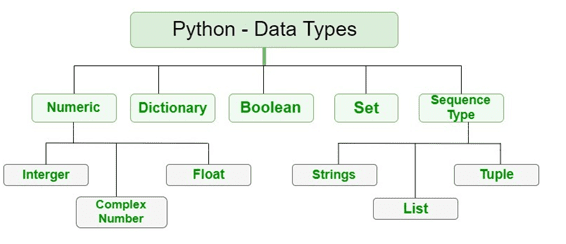 Python - Data Types
Numeric
Dictionary
Boolean
Set
Sequence
Type
Interger
Complex
Number
Float
Strings
List
Tuple